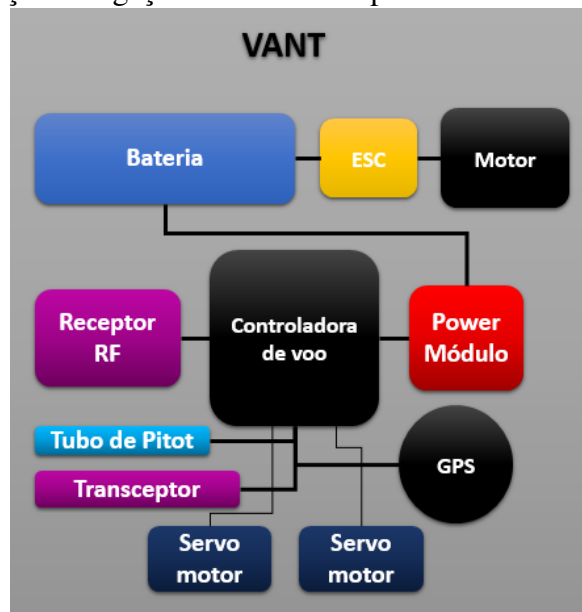 VANT
Bateria
ESC
Motor
Receptor
RF
Controladora
de voo
Power
Módulo
Tubo de Pitot
Transceptor
GPS
Servo
motor
Servo
motor